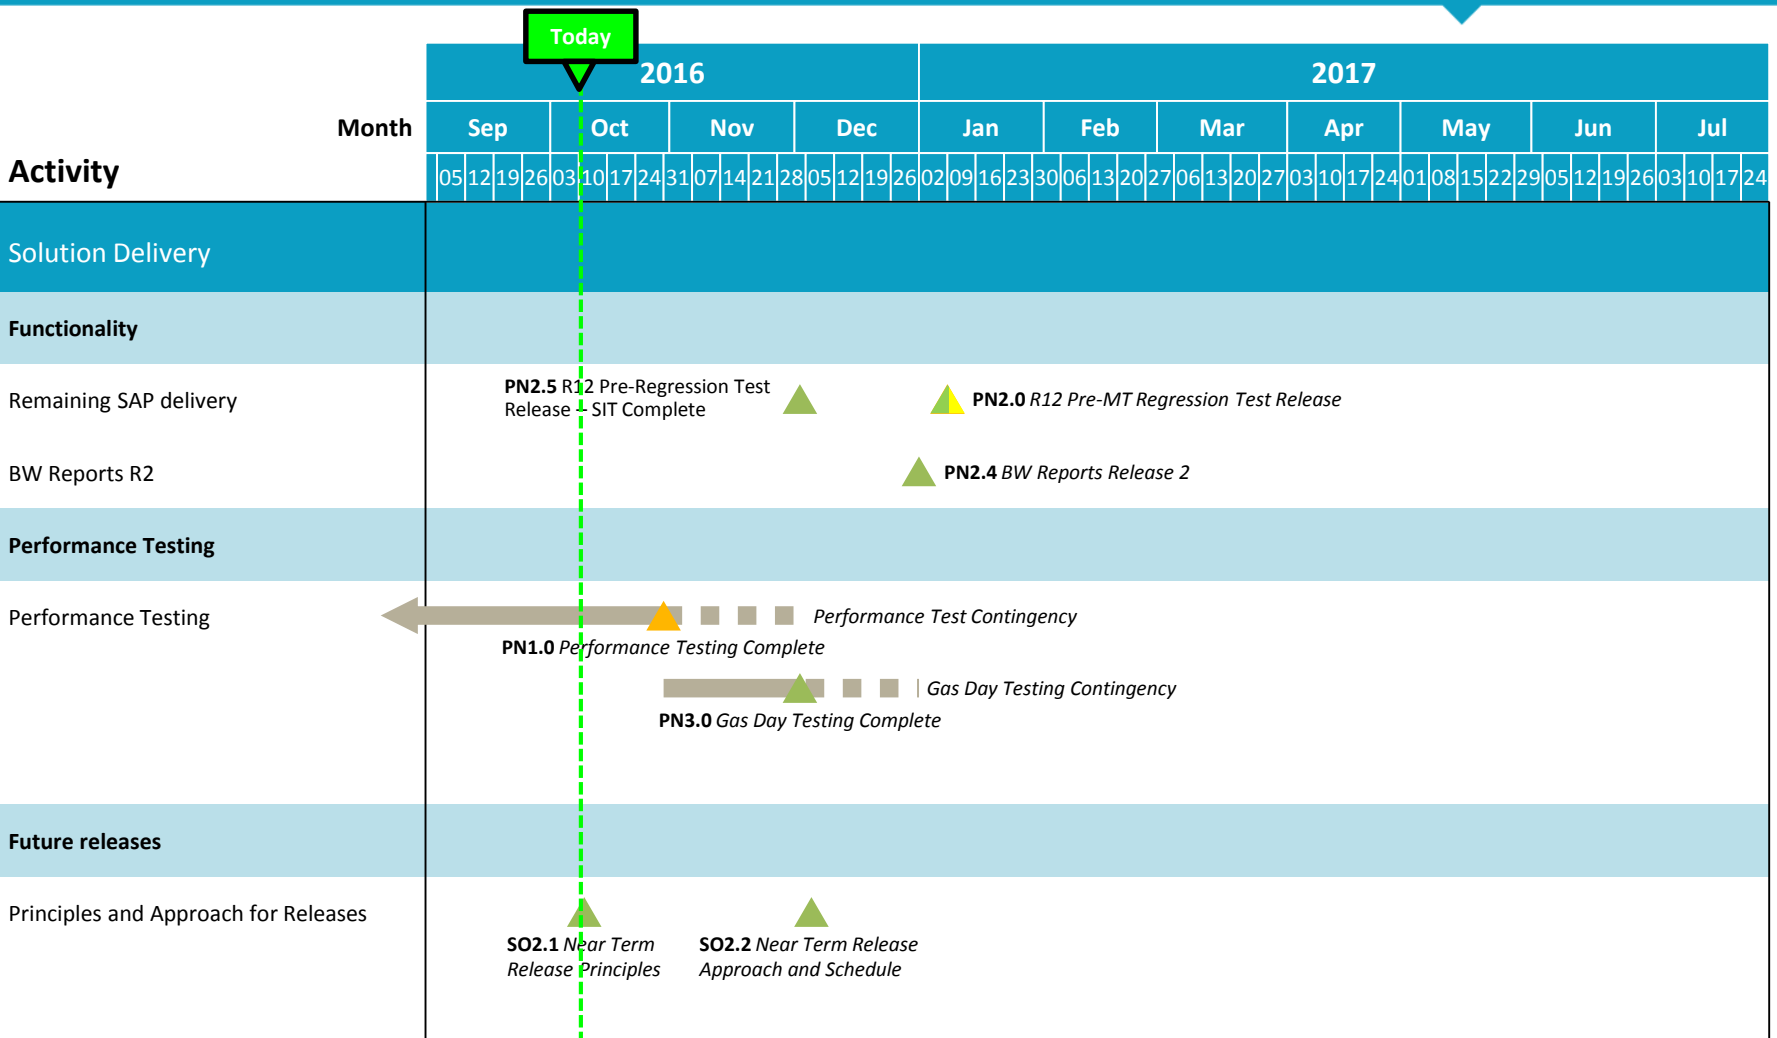 Today
2016
2017
Month
Sep
Oct
Nov
Dec
Jan
Feb
Mar
Apr
May
Jun
Jul
Activity
05 12 19 26 03 10 17 24 31 07 14 21 28 05 12 19 26 02 09 16 23 30 06 13 20 27 06 13 20 27 03 10 17 24 01 08 15 22 29 05 12 19 26 03 10 17 24
Solution Delivery
Functionality
Remaining SAP delivery
PN2.5 R12 Pre-Regression Test
Release – SIT Complete
PN2.0 R12 Pre-MT Regression Test Release
BW Reports R2
PN2.4 BW Reports Release 2
Performance Testing
Performance Testing
Performance Test Contingency
PN1.0 Performance Testing Complete
Gas Day Testing Contingency
PN3.0 Gas Day Testing Complete
Future releases
Principles and Approach for Releases
SO2.1 Near Term
Release Principles
SO2.2 Near Term Release
Approach and Schedule